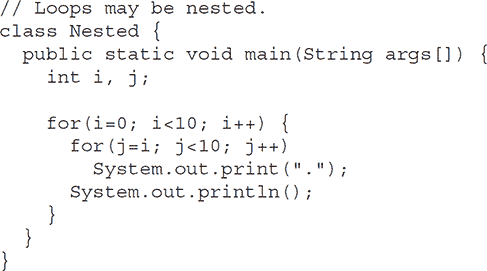 // Loops may be nested.
class Nested {
  public static void main(String args[]) {
    int i, j;

    for(i=0; i<10; i++) {
      for(j=i; j<10; j++)
        System.out.print(".");
      System.out.println();
    }
  }
}